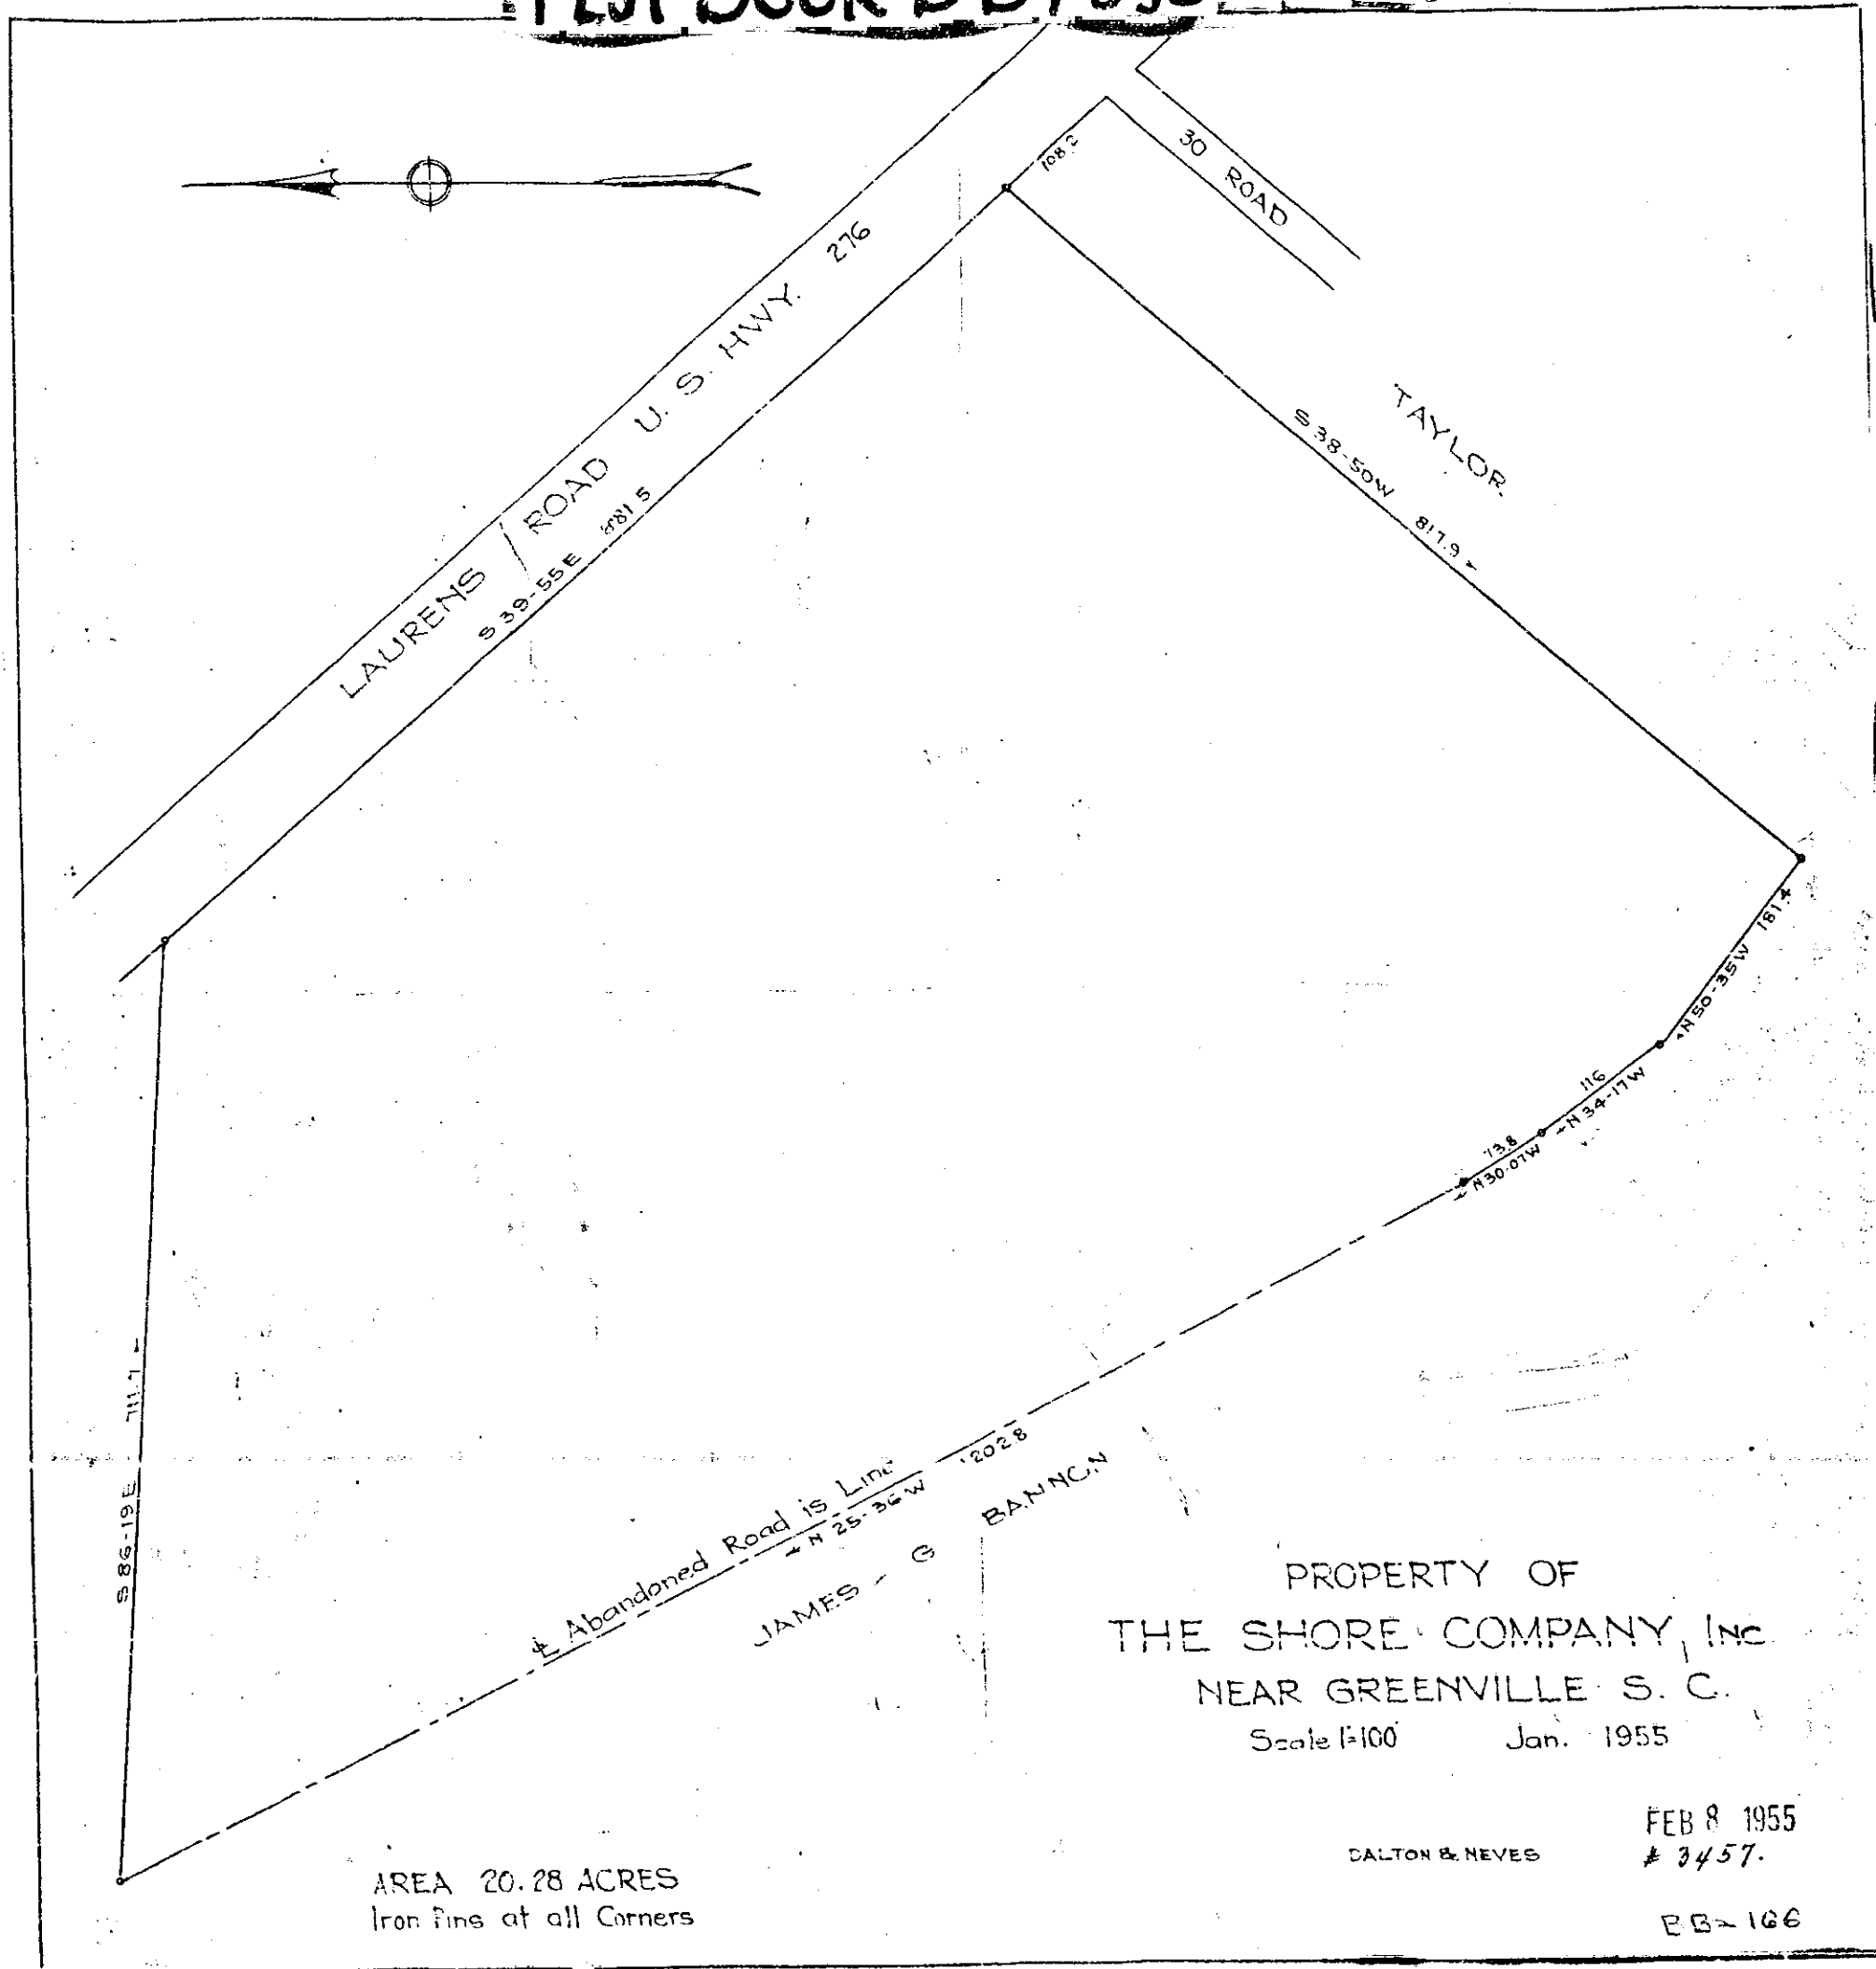 108.2
30 ROAD
LAURENS ROAD U. S. HWY. 276
S 39-55 E 881.5
TAYLOR
S 38-50 W 817.9
N 50-35 W 181.4
116
N 34-17 W
73.8
N 30-07 W
S 86-19 E 711.7
℄ Abandoned Road is Line
N 25-36 W 1202.8
JAMES G BANNON
PROPERTY OF
THE SHORE COMPANY, INC
NEAR GREENVILLE S. C.
Scale 1"=100' Jan. 1955
FEB 8 1955
DALTON & NEVES
# 3457.
AREA 20.28 ACRES
Iron Pins at all Corners
166